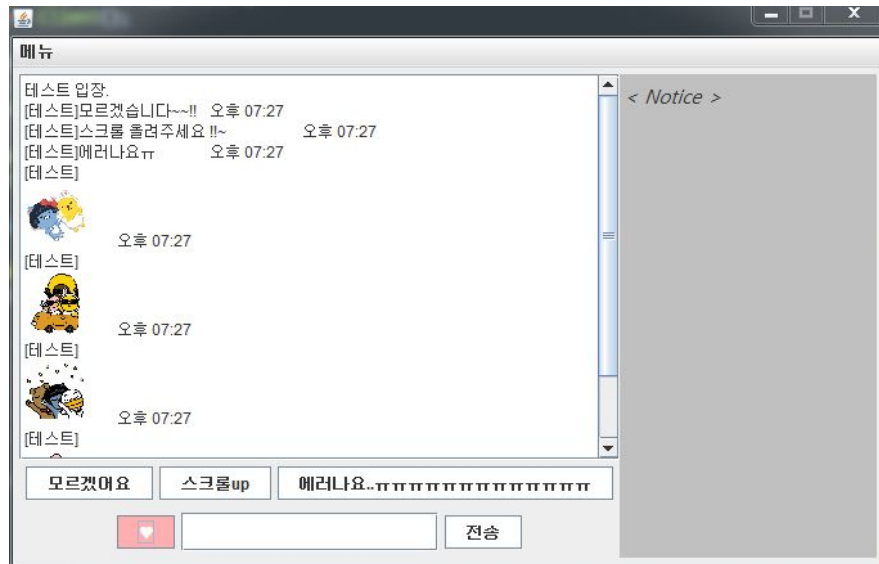 메뉴
테스트 입장.
[테스트]모르겠습니다~~!! 오후 07:27
[테스트]스크롤 올려주세요 !!~ 오후 07:27
[테스트]에러나요ㅠ 오후 07:27
[테스트]
오후 07:27
[테스트]
오후 07:27
[테스트]
오후 07:27
[테스트]
< Notice >
모르겠어요 스크롤up 에러나요..ㅠㅠㅠㅠㅠㅠㅠㅠㅠㅠㅠㅠㅠ
전송